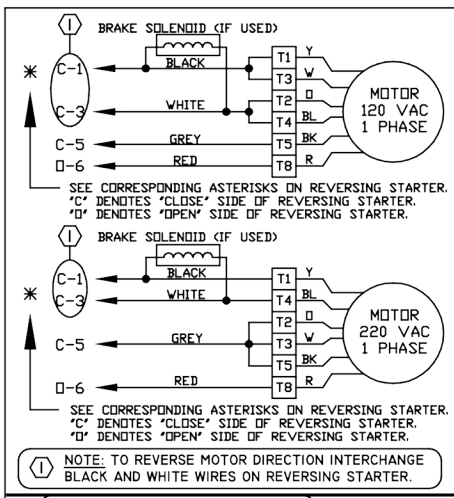 1 BRAKE SOLENOID (IF USED)
* C-1 BLACK T1 Y
T3 W
C-3 WHITE T2 O
T4 BL
C-5 GREY T5 BK
O-6 RED T8 R
MOTOR
120 VAC
1 PHASE
SEE CORRESPONDING ASTERISKS ON REVERSING STARTER.
"C" DENOTES "CLOSE" SIDE OF REVERSING STARTER.
"O" DENOTES "OPEN" SIDE OF REVERSING STARTER.
1 BRAKE SOLENOID (IF USED)
C-1 BLACK T1 Y
* C-3 WHITE T4 BL
T2 O
C-5 GREY T3 W
T5 BK
O-6 RED T8 R
MOTOR
220 VAC
1 PHASE
SEE CORRESPONDING ASTERISKS ON REVERSING STARTER.
"C" DENOTES "CLOSE" SIDE OF REVERSING STARTER.
"O" DENOTES "OPEN" SIDE OF REVERSING STARTER.
1 NOTE: TO REVERSE MOTOR DIRECTION INTERCHANGE
BLACK AND WHITE WIRES ON REVERSING STARTER.